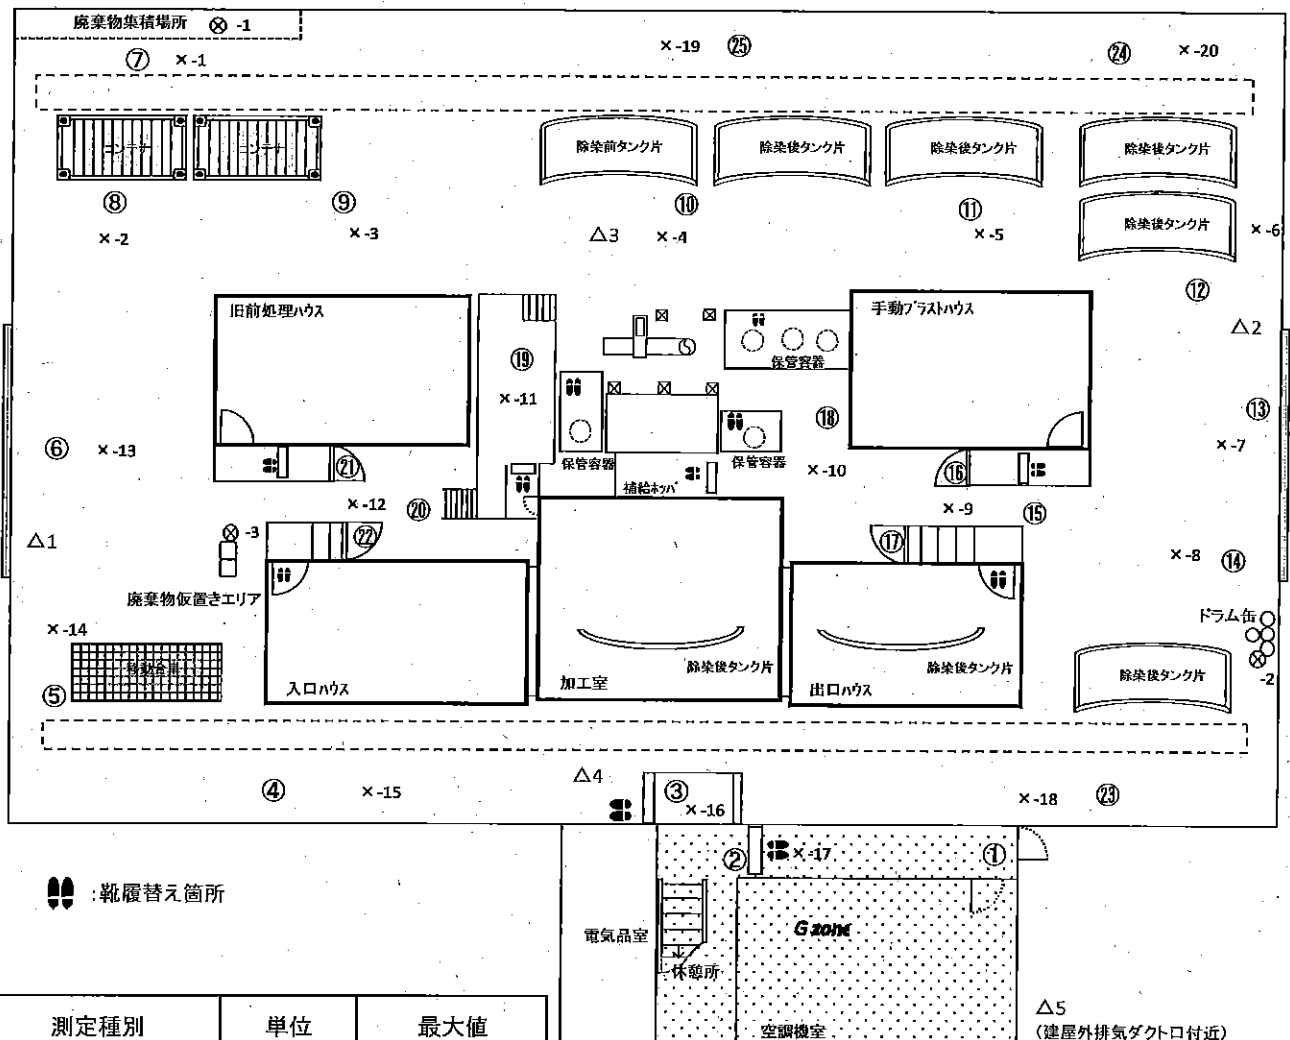 廃棄物集積場所 ⊗ -1
⑦ ×-1
×-19 ㉕
㉔ ×-20
コンテナ
コンテナ
除染前タンク片
除染後タンク片
除染後タンク片
除染後タンク片
除染後タンク片
⑧
⑨
⑩
⑪
×-2
×-3
△3
×-4
×-5
×-6
⑫
旧前処理ハウス
手動ブラストハウス
△2
保管容器
⑲
×-11
⑱
⑬
⑥ ×-13
×-7
保管容器
保管容器
㉑
補給ホッパ
×-10
⑯
×-12
⑳
×-9
⑮
△1
⊗ -3
㉒
⑰
×-8
⑭
廃棄物仮置きエリア
ドラム缶
×-14
移動台車
⑤
入口ハウス
加工室
除染後タンク片
出口ハウス
除染後タンク片
除染後タンク片
⊗
-2
④
×-15
△4
③
×-16
×-18
㉓
②
×-17
①
:靴履替え箇所
電気品室
G zone
休憩所
空調機室
△5
(建屋外排気ダクト口付近)
測定種別 単位 最大値